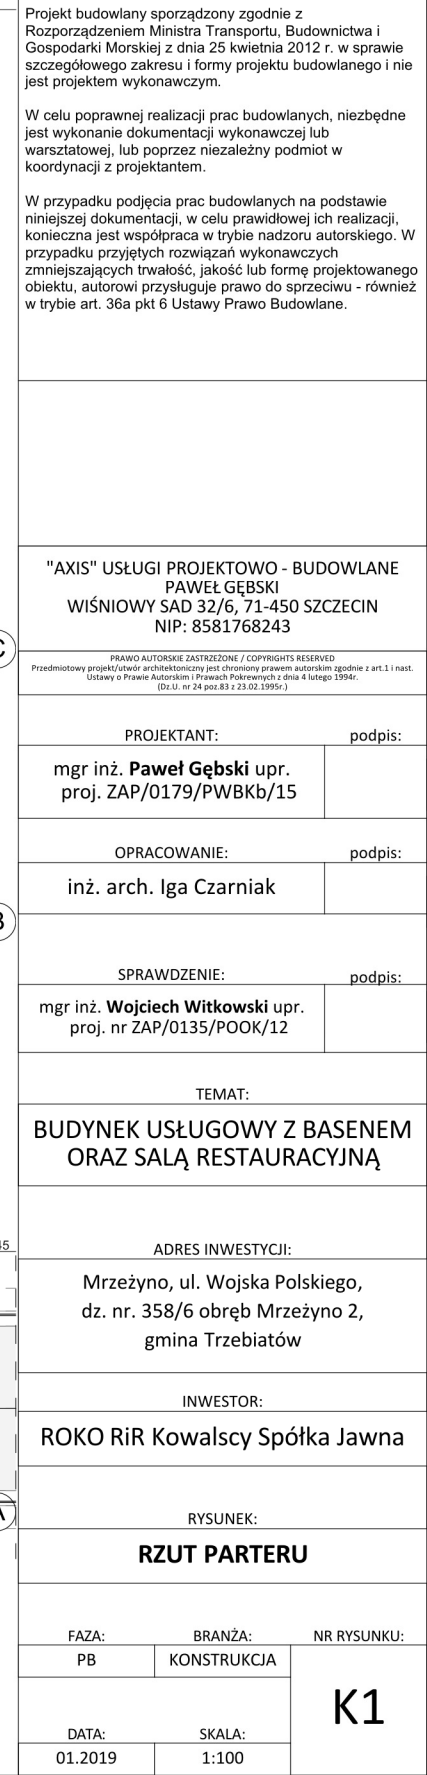 Projekt budowlany sporządzony zgodnie z
Rozporządzeniem Ministra Transportu, Budownictwa i
Gospodarki Morskiej z dnia 25 kwietnia 2012 r. w sprawie
szczegółowego zakresu i formy projektu budowlanego i nie
jest projektem wykonawczym.
W celu poprawnej realizacji prac budowlanych, niezbędne
jest wykonanie dokumentacji wykonawczej lub
warsztatowej, lub poprzez niezależny podmiot w
koordynacji z projektantem.
W przypadku podjęcia prac budowlanych na podstawie
niniejszej dokumentacji, w celu prawidłowej ich realizacji,
konieczna jest współpraca w trybie nadzoru autorskiego. W
przypadku przyjętych rozwiązań wykonawczych
zmniejszających trwałość, jakość lub formę projektowanego
obiektu, autorowi przysługuje prawo do sprzeciwu - również
w trybie art. 36a pkt 6 Ustawy Prawo Budowlane.
"AXIS" USŁUGI PROJEKTOWO - BUDOWLANE
PAWEŁ GĘBSKI
WIŚNIOWY SAD 32/6, 71-450 SZCZECIN
NIP: 8581768243
C
PRAWO AUTORSKIE ZASTRZEŻONE / COPYRIGHTS RESERVED
Przedmiotowy projekt/utwór architektoniczny jest chroniony prawem autorskim zgodnie z art.1 i nast.
Ustawy o Prawie Autorskim i Prawach Pokrewnych z dnia 4 lutego 1994r.
(Dz.U. nr 24 poz.83 z 23.02.1995r.)
PROJEKTANT: podpis:
mgr inż. Paweł Gębski upr.
proj. ZAP/0179/PWBKb/15
OPRACOWANIE: podpis:
inż. arch. Iga Czarniak
B
SPRAWDZENIE: podpis:
mgr inż. Wojciech Witkowski upr.
proj. nr ZAP/0135/POOK/12
TEMAT:
BUDYNEK USŁUGOWY Z BASENEM
ORAZ SALĄ RESTAURACYJNĄ
45
ADRES INWESTYCJI:
Mrzeżyno, ul. Wojska Polskiego,
dz. nr. 358/6 obręb Mrzeżyno 2,
gmina Trzebiatów
INWESTOR:
ROKO RiR Kowalscy Spółka Jawna
A
RYSUNEK:
RZUT PARTERU
FAZA: BRANŻA: NR RYSUNKU:
PB KONSTRUKCJA
K1
DATA: SKALA:
01.2019 1:100